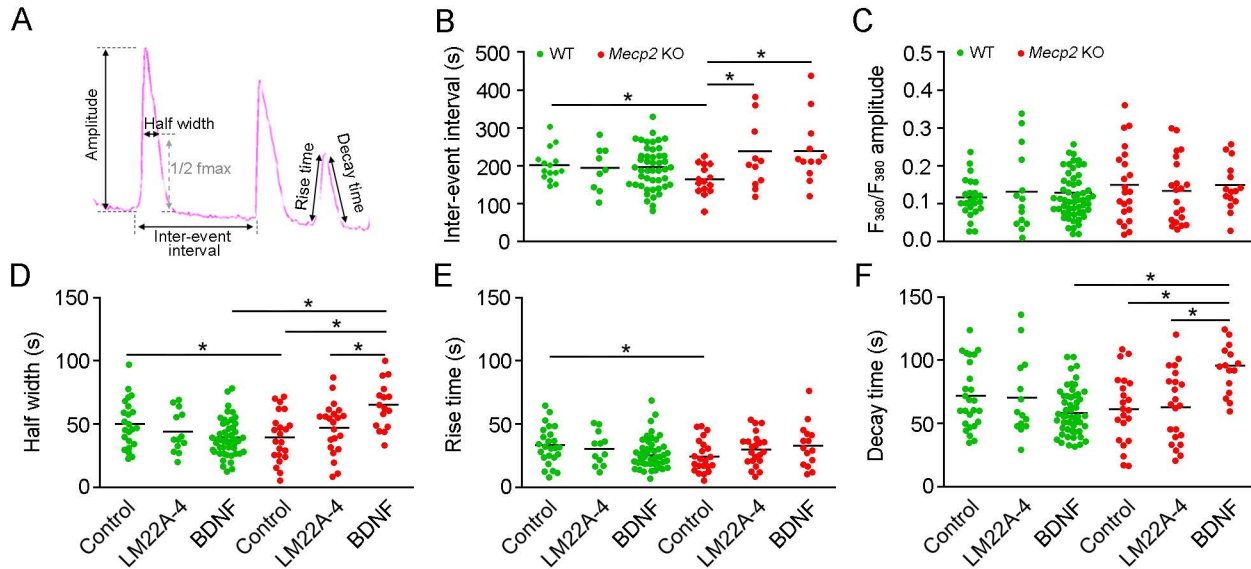 A
Amplitude
Half width
1/2 fmax
Rise time
Decay time
Inter-event
interval
B
Inter-event interval (s)
500
400
300
200
100
0
WT
Mecp2 KO
*
*
*
C
F360/F380 amplitude
0.5
0.4
0.3
0.2
0.1
0.0
WT
Mecp2 KO
D
Half width (s)
150
100
50
0
*
*
*
*
Control
LM22A-4
BDNF
Control
LM22A-4
BDNF
E
Rise time (s)
150
100
50
0
*
Control
LM22A-4
BDNF
Control
LM22A-4
BDNF
F
Decay time (s)
150
100
50
0
*
*
*
Control
LM22A-4
BDNF
Control
LM22A-4
BDNF